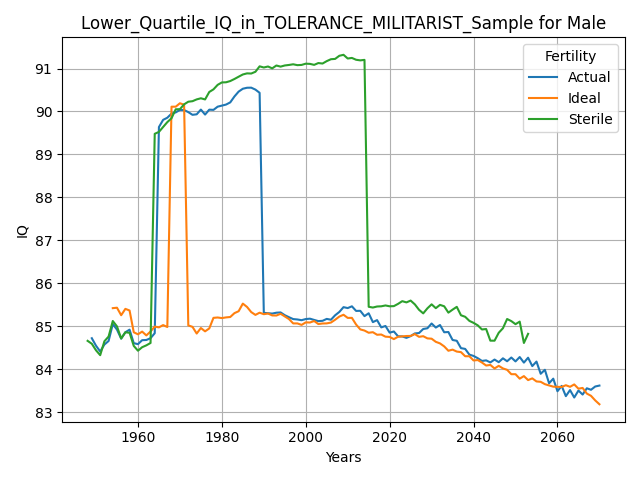 Lower_Quartile_IQ_in_TOLERANCE_MILITARIST_Sample for Male
Fertility
Actual
Ideal
Sterile
91
90
89
88
87
86
85
84
83
IQ
1960
1980
2000
2020
2040
2060
Years